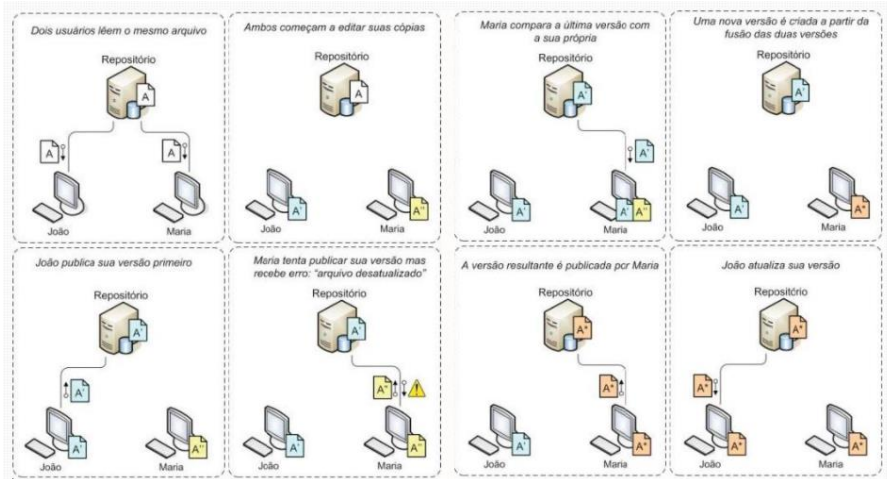 Dois usuários lêem o mesmo arquivo
Repositório
A
A
A
João
Maria
Ambos começam a editar suas cópias
Repositório
A
A'
A''
João
Maria
João publica sua versão primeiro
Repositório
A'
A'
A'
A''
João
Maria
Maria tenta publicar sua versão mas
recebe erro: “arquivo desatualizado”
Repositório
A'
A"
A'
A''
João
Maria
Maria compara a última versão com
a sua própria
Repositório
A'
A'
A'
A'
A''
João
Maria
Uma nova versão é criada a partir da
fusão das duas versões
Repositório
A'
A'
A*
João
Maria
A versão resultante é publicada por Maria
Repositório
A*
A*
A'
A*
João
Maria
João atualiza sua versão
Repositório
A*
A*
A*
A*
João
Maria